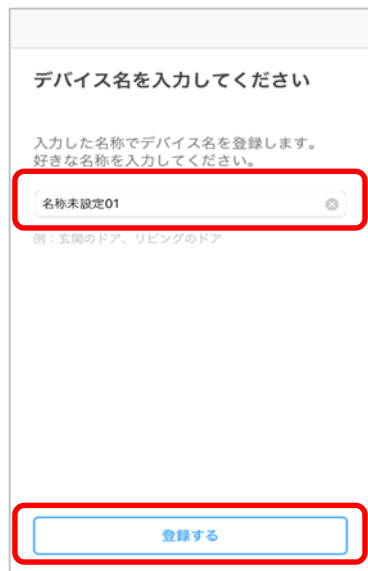 デバイス名を入力してください
入力した名称でデバイス名を登録します。
好きな名称を入力してください。
名称未設定01
例：玄関のドア、リビングのドア
登録する